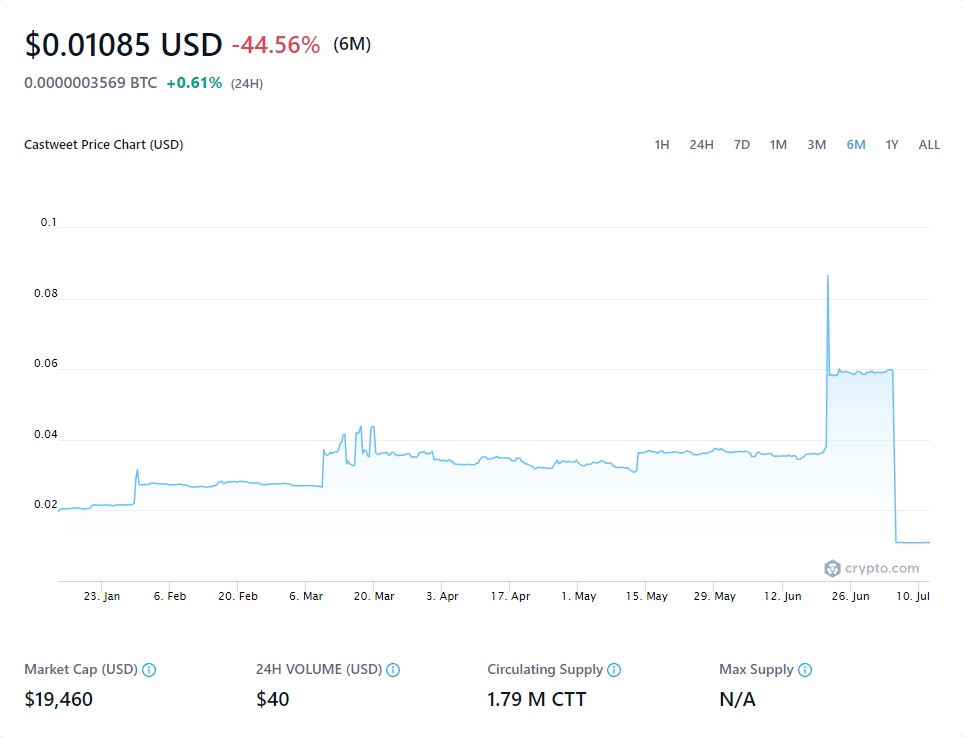 $0.01085 USD -44.56% (6M)
0.0000003569 BTC +0.61% (24H)
Castweet Price Chart (USD) 1H 24H 7D 1M 3M 6M 1Y ALL
0.1
0.08
0.06
0.04
0.02
crypto.com
23. Jan 6. Feb 20. Feb 6. Mar 20. Mar 3. Apr 17. Apr 1. May 15. May 29. May 12. Jun 26. Jun 10. Jul
Market Cap (USD) 24H VOLUME (USD) Circulating Supply Max Supply
$19,460 $40 1.79 M CTT N/A